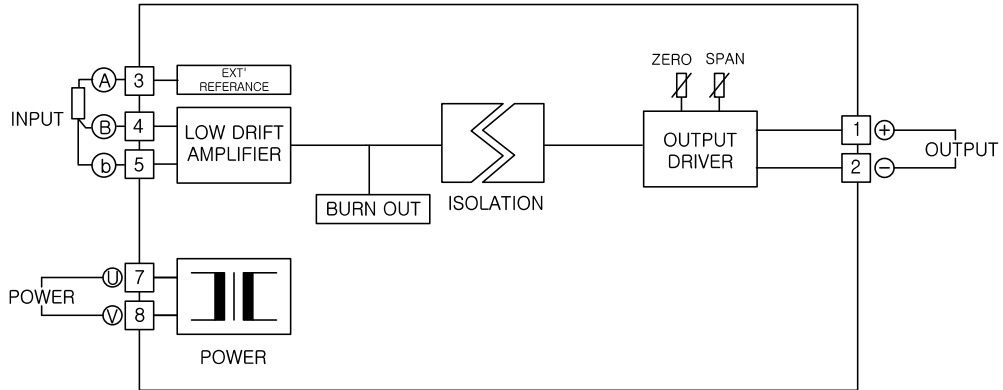 ZERO SPAN
A 3 EXT'
REFERANCE
INPUT
B 4 LOW DRIFT
AMPLIFIER
b 5
BURN OUT
ISOLATION
OUTPUT
DRIVER
1 +
2 −
OUTPUT
POWER
U 7
V 8
POWER